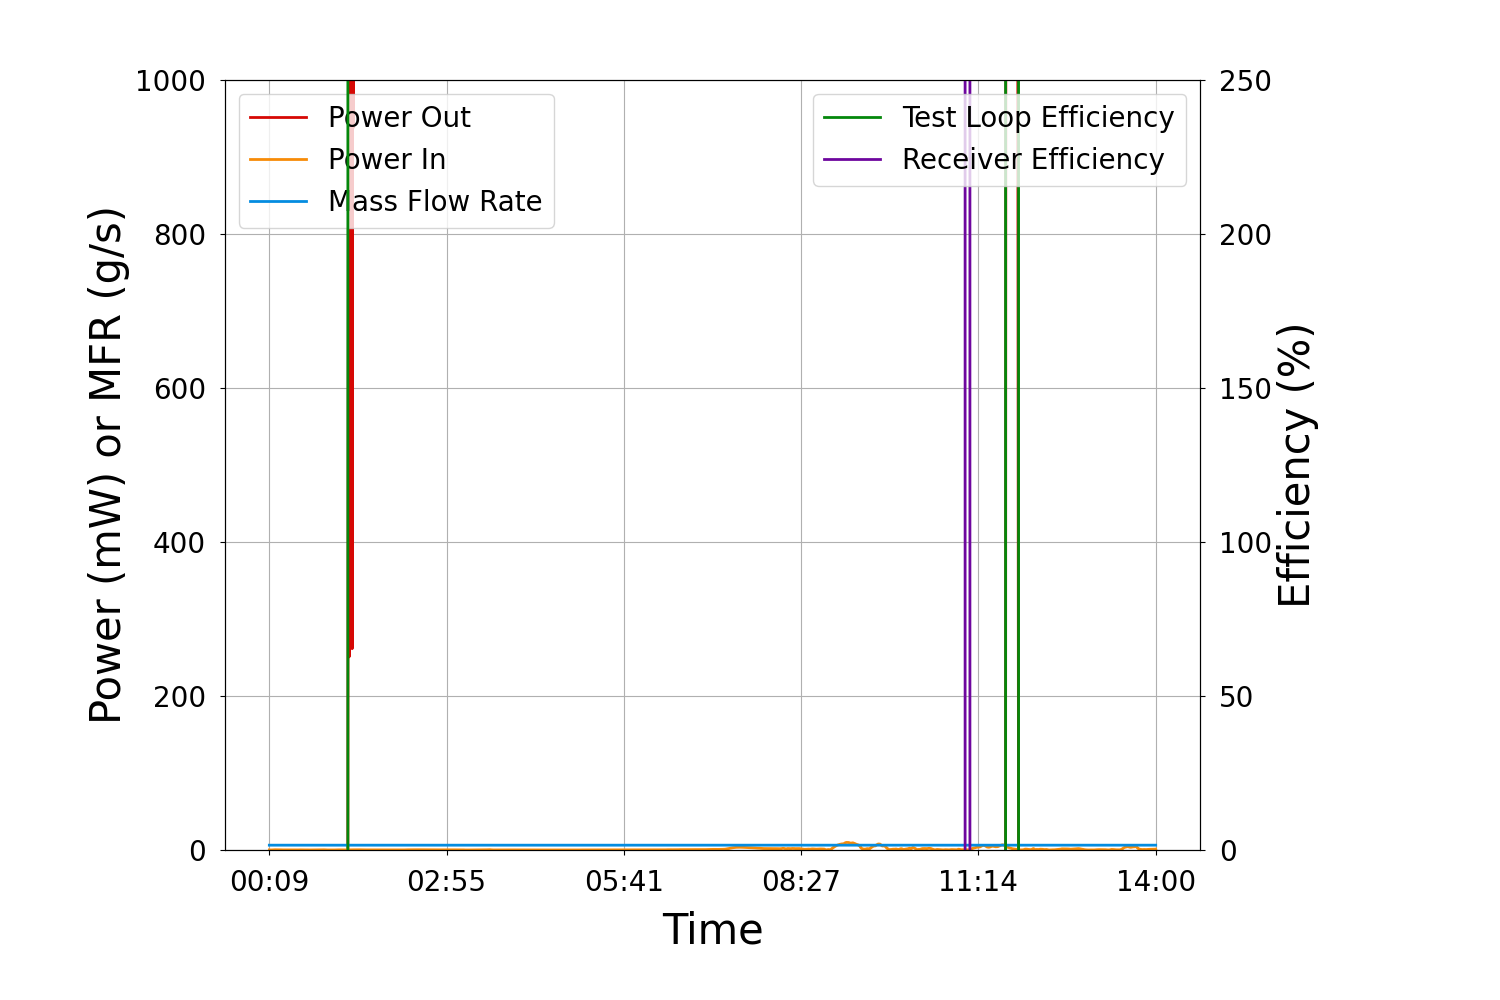 1000
800
600
400
200
0
Power (mW) or MFR (g/s)
Power Out
Power In
Mass Flow Rate
Test Loop Efficiency
Receiver Efficiency
250
200
150
100
50
0
Efficiency (%)
00:09 02:55 05:41 08:27 11:14 14:00
Time